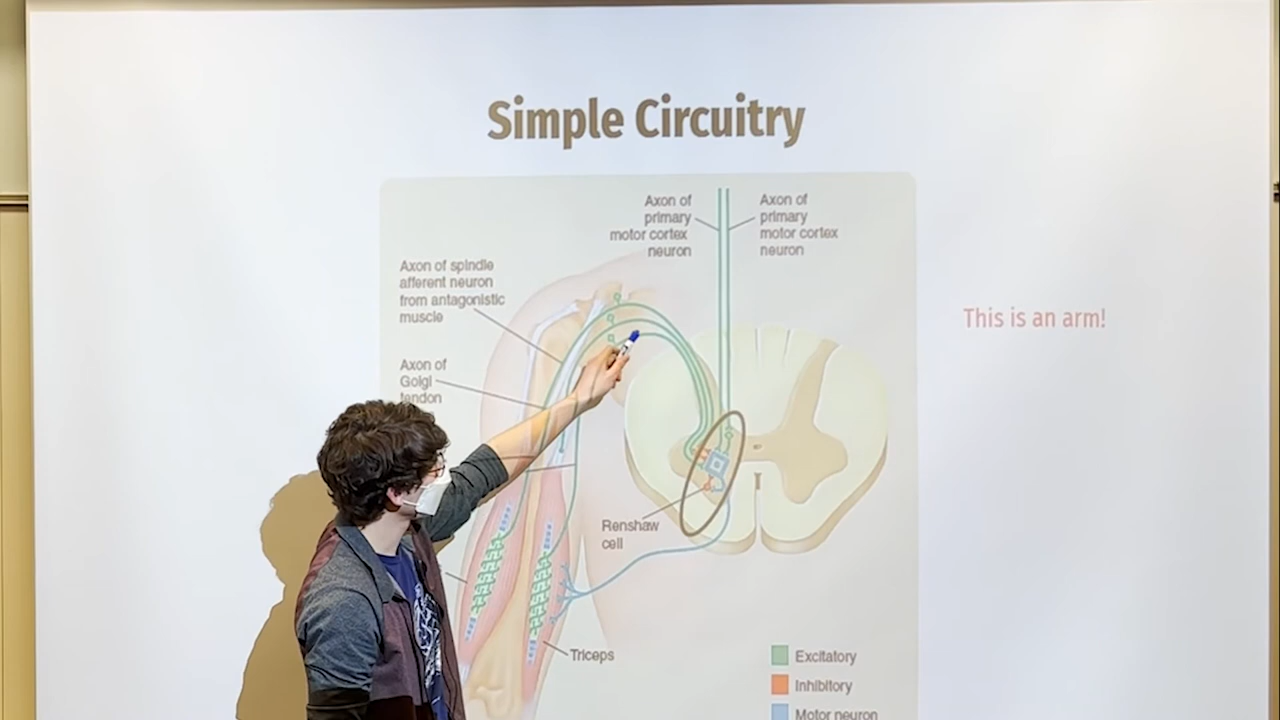 Simple Circuitry
Axon of
primary
motor cortex
neuron
Axon of
primary
motor cortex
neuron
Axon of spindle
afferent neuron
from antagonistic
muscle
This is an arm!
Axon of
Golgi
tendon
Renshaw
cell
Triceps
Excitatory
Inhibitory
Motor neuron